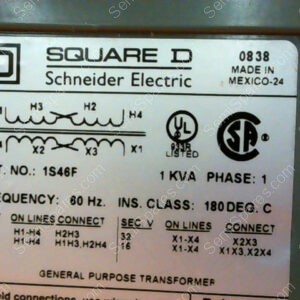 SQUARE D
Schneider Electric
0838
MADE IN
MEXICO-24
H3 H2 H4
X2 X3 X1
UL
933R
LISTED
SA
T. NO.: 1S46F
1 KVA PHASE: 1
EQUENCY: 60 Hz. INS. CLASS: 180 DEG. C
ON LINES CONNECT SEC. V ON LINES CONNECT
H1-H4 H2H3 32 X1-X4 X2X3
H1-H4 H1H3,H2H4 16 X1-X4 X1X3,X2X4
GENERAL PURPOSE TRANSFORMER